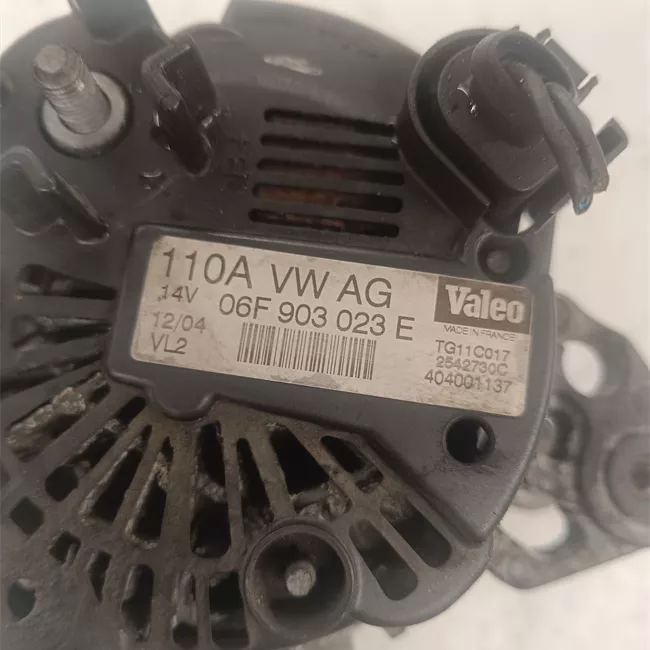 110A VW AG
14V 06F 903 023 E
12/04
VL2
Valeo
MADE IN FRANCE
TG11C017
2542730C
404001137